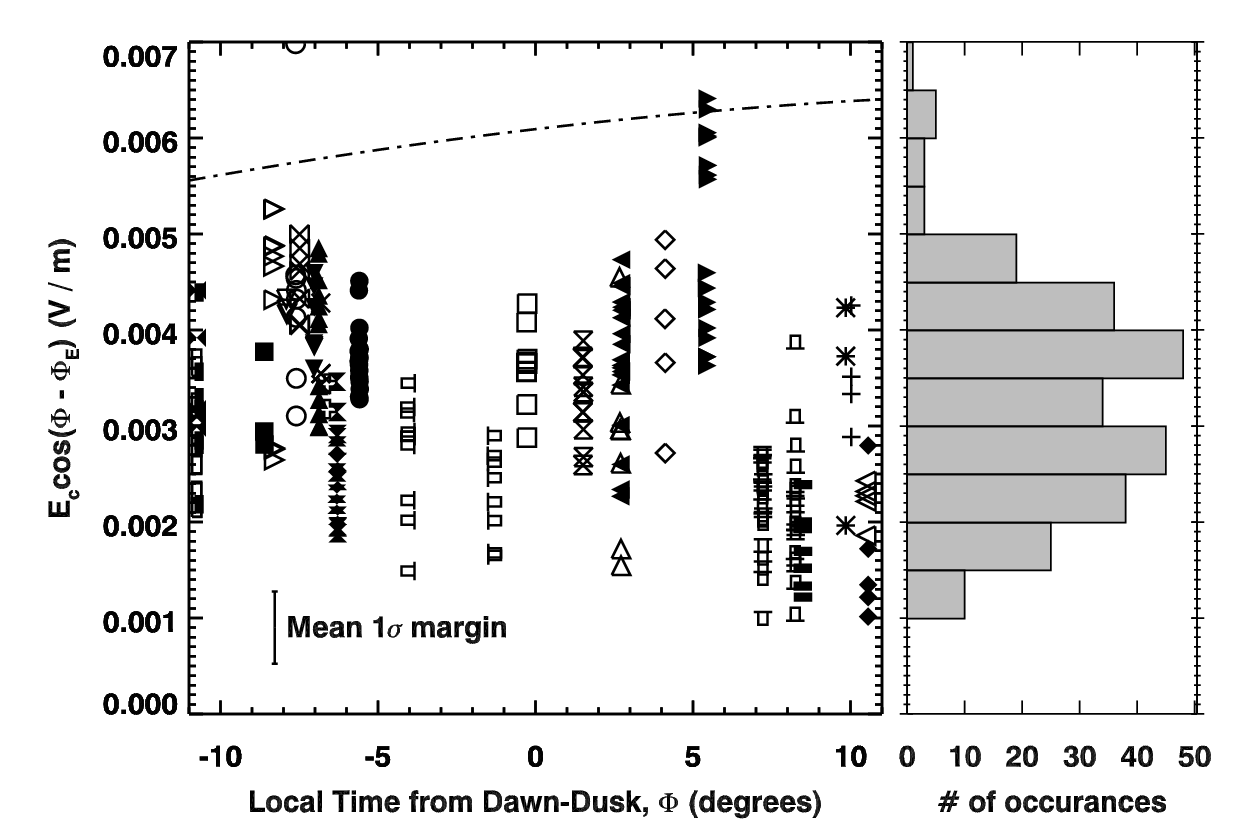 0.007
0.006
0.005
0.004
0.003
0.002
0.001
0.000
E_c cos(Φ - Φ_E) (V / m)
Mean 1σ margin
-10 -5 0 5 10
Local Time from Dawn-Dusk, Φ (degrees)
0 10 20 30 40 50
# of occurances